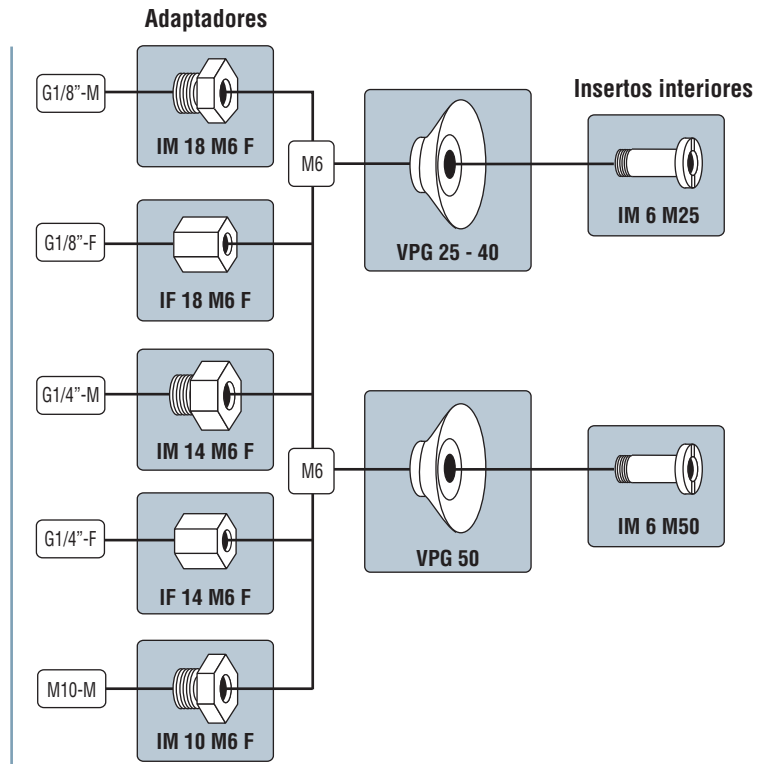 Adaptadores
G1/8"-M
IM 18 M6 F
G1/8"-F
IF 18 M6 F
G1/4"-M
IM 14 M6 F
G1/4"-F
IF 14 M6 F
M10-M
IM 10 M6 F
M6
VPG 25 - 40
M6
VPG 50
Insertos interiores
IM 6 M25
IM 6 M50